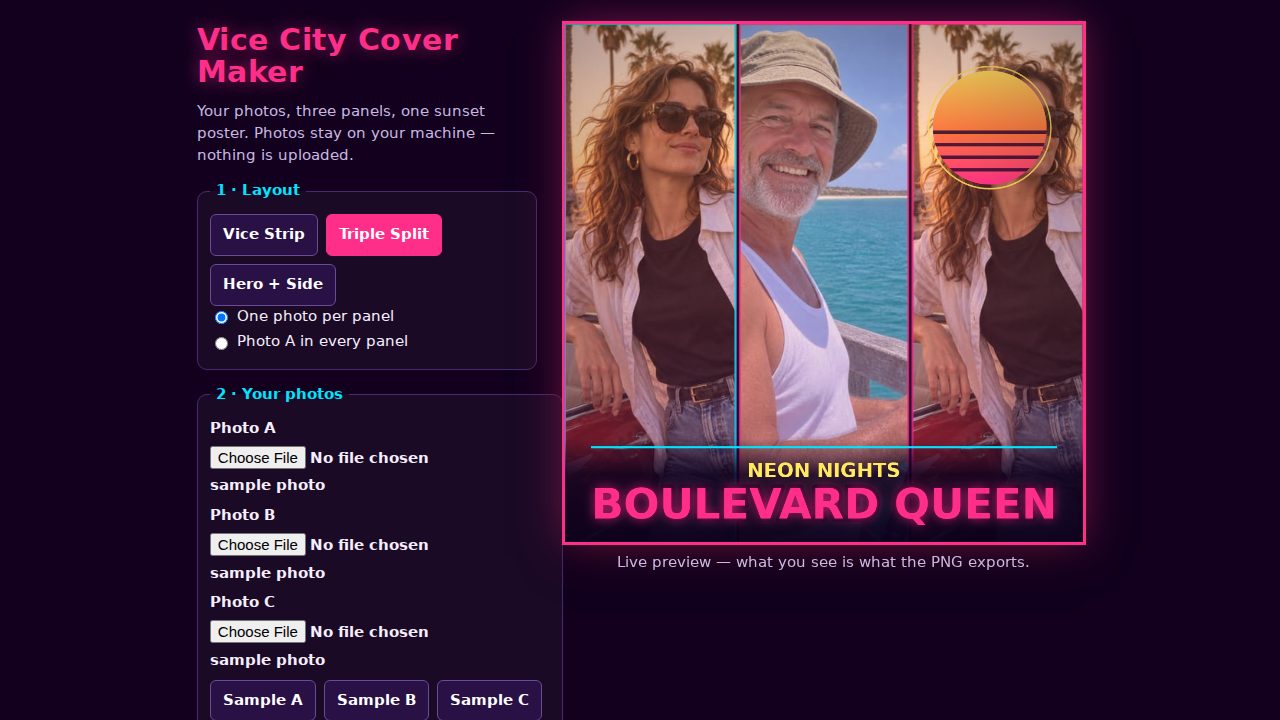 Vice City Cover
Maker
Your photos, three panels, one sunset
poster. Photos stay on your machine —
nothing is uploaded.
1 · Layout
Vice Strip
Triple Split
Hero + Side
One photo per panel
Photo A in every panel
2 · Your photos
Photo A
Choose File No file chosen
sample photo
Photo B
Choose File No file chosen
sample photo
Photo C
Choose File No file chosen
sample photo
Sample A
Sample B
Sample C
NEON NIGHTS
BOULEVARD QUEEN
Live preview — what you see is what the PNG exports.